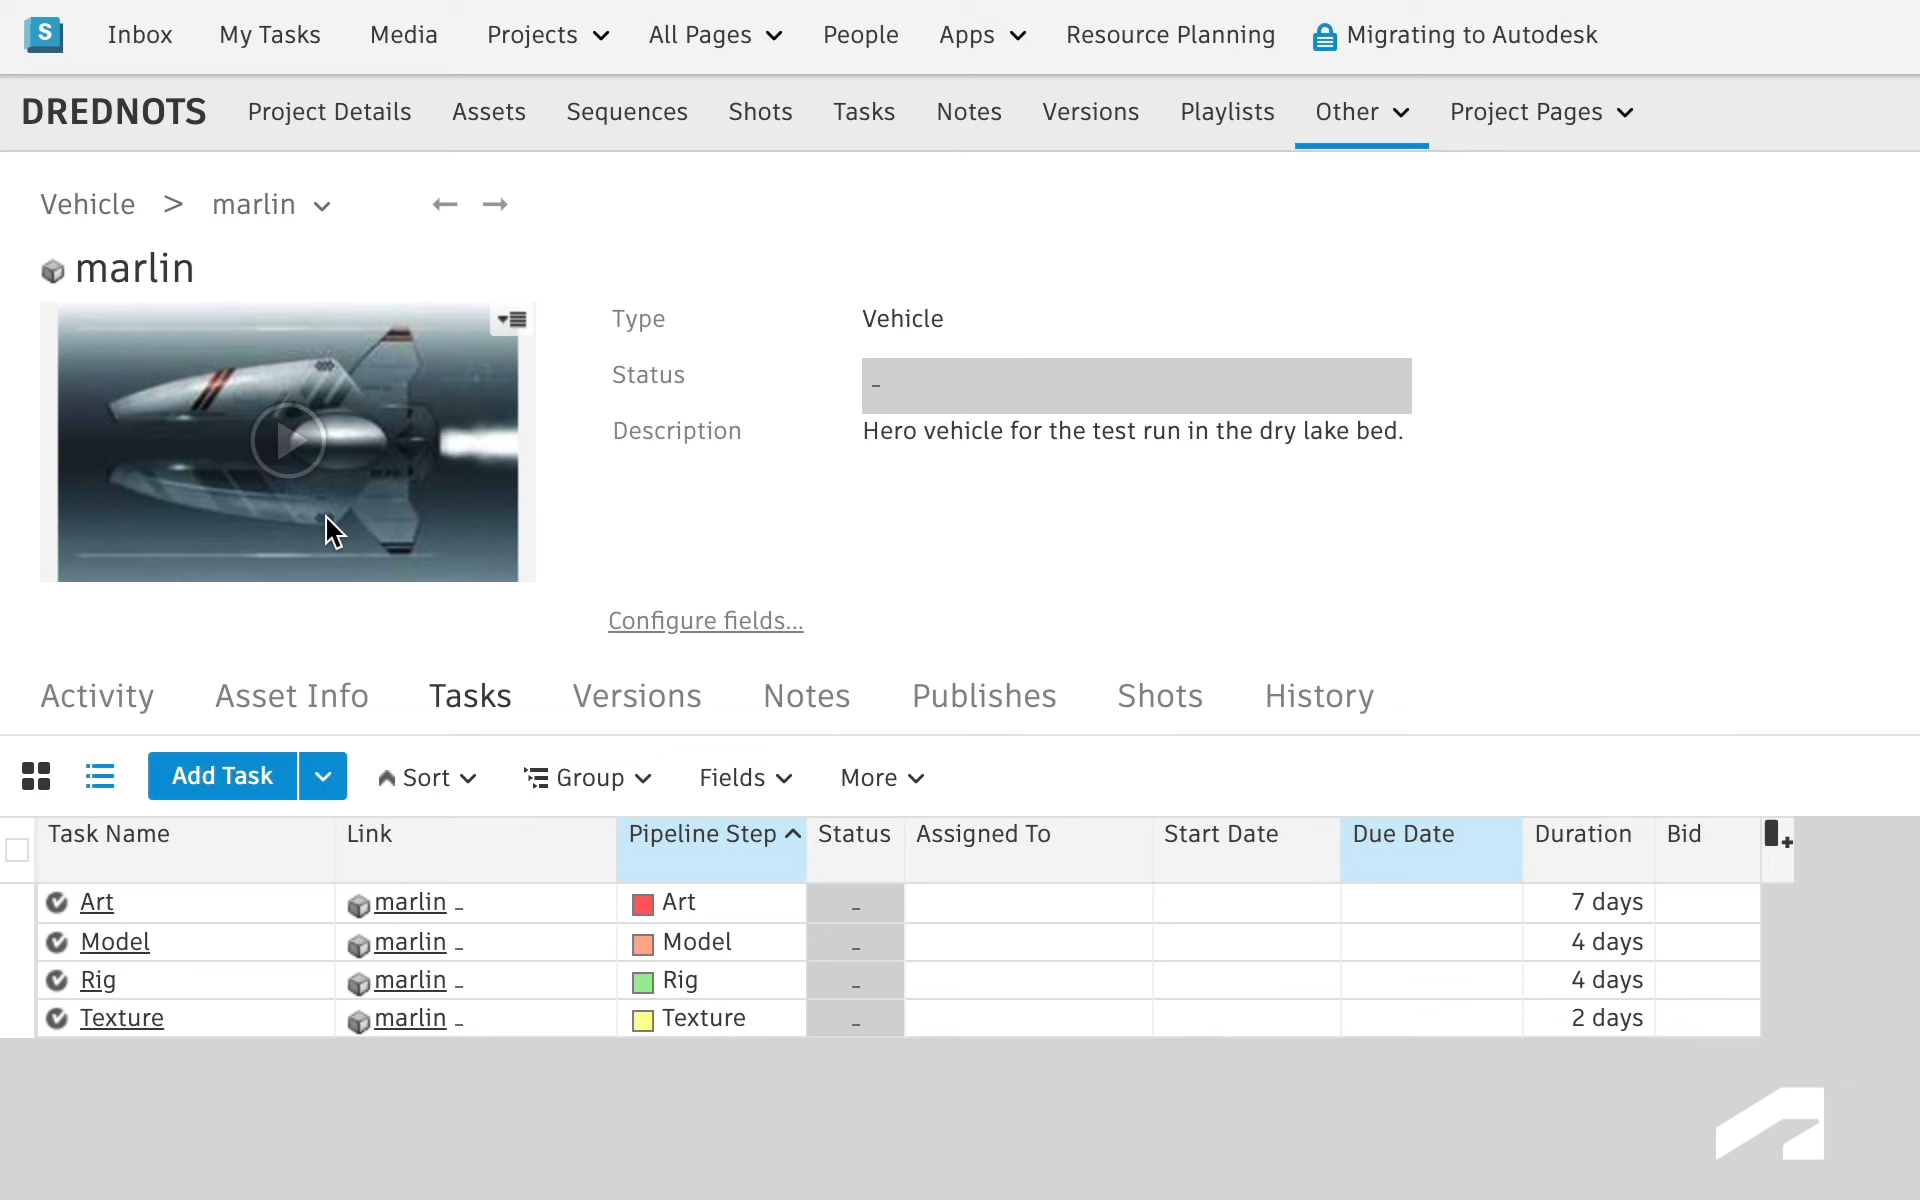 S Inbox My Tasks Media Projects All Pages People Apps Resource Planning Migrating to Autodesk
DREDNOTS Project Details Assets Sequences Shots Tasks Notes Versions Playlists Other Project Pages
Vehicle > marlin
marlin
Type Vehicle
Status -
Description Hero vehicle for the test run in the dry lake bed.
Configure fields...
Activity Asset Info Tasks Versions Notes Publishes Shots History
Add Task Sort Group Fields More
Task Name Link Pipeline Step Status Assigned To Start Date Due Date Duration Bid
Art marlin - Art - 7 days
Model marlin - Model - 4 days
Rig marlin - Rig - 4 days
Texture marlin - Texture - 2 days